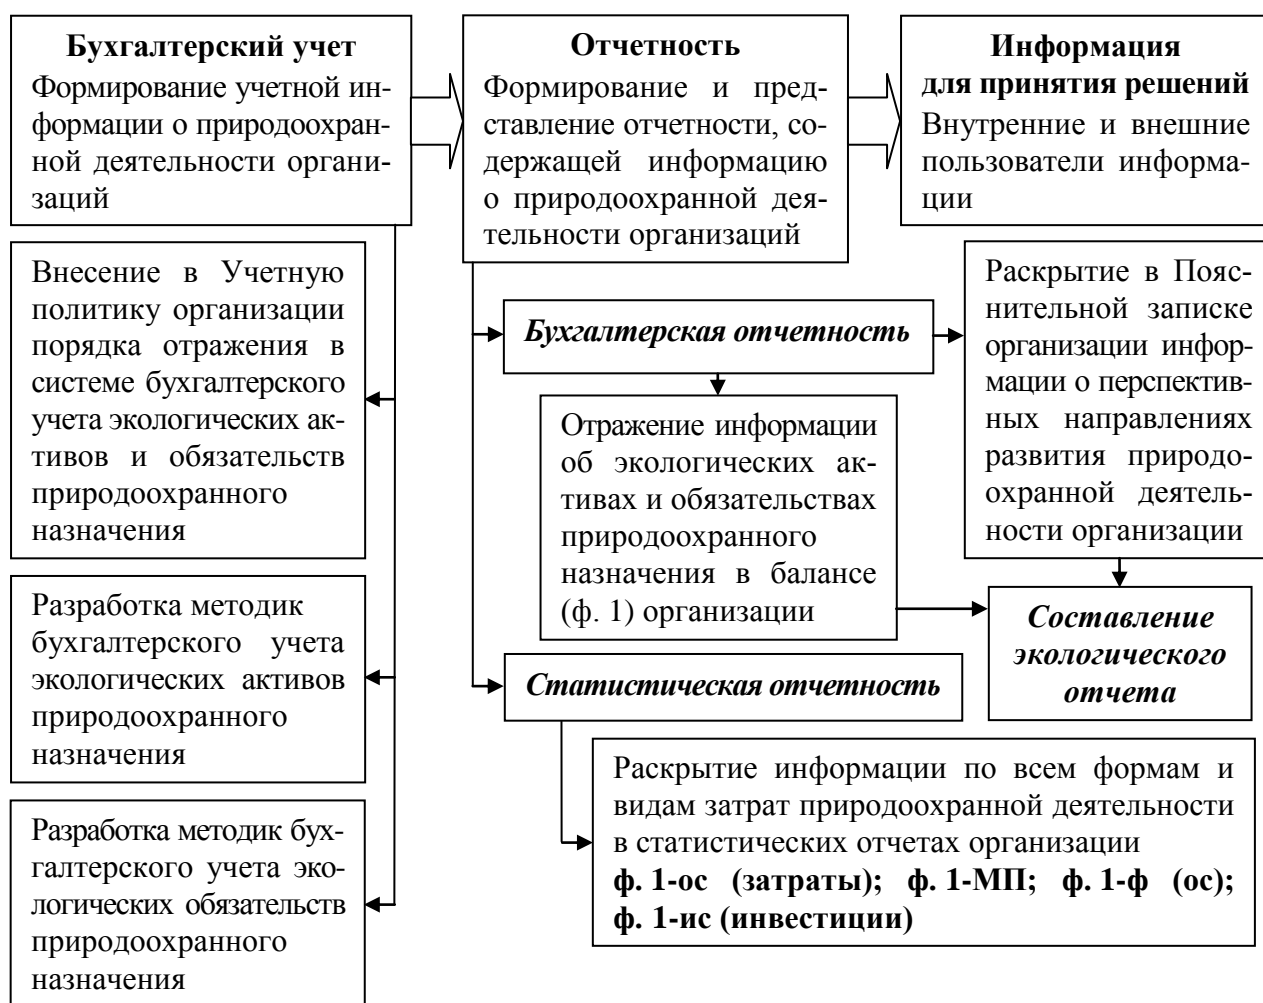 Бухгалтерский учет
Формирование учетной ин-
формации о природоохран-
ной деятельности органи-
заций
Отчетность
Формирование и пред-
ставление отчетности, со-
держащей информацию
о природоохранной дея-
тельности организаций
Информация
для принятия решений
Внутренние и внешние
пользователи информа-
ции
Внесение в Учетную
политику организации
порядка отражения в
системе бухгалтерского
учета экологических ак-
тивов и обязательств
природоохранного
назначения
Разработка методик
бухгалтерского учета
экологических активов
природоохранного
назначения
Разработка методик бух-
галтерского учета эко-
логических обязательств
природоохранного
назначения
Бухгалтерская отчетность
Отражение информации
об экологических ак-
тивах и обязательствах
природоохранного
назначения в балансе
(ф. 1) организации
Раскрытие в Пояс-
нительной записке
организации инфор-
мации о перспектив-
ных направлениях
развития природо-
охранной деятель-
ности организации
Составление
экологического
отчета
Статистическая отчетность
Раскрытие информации по всем формам и
видам затрат природоохранной деятельности
в статистических отчетах организации
ф. 1-ос (затраты); ф. 1-МП; ф. 1-ф (ос);
ф. 1-ис (инвестиции)